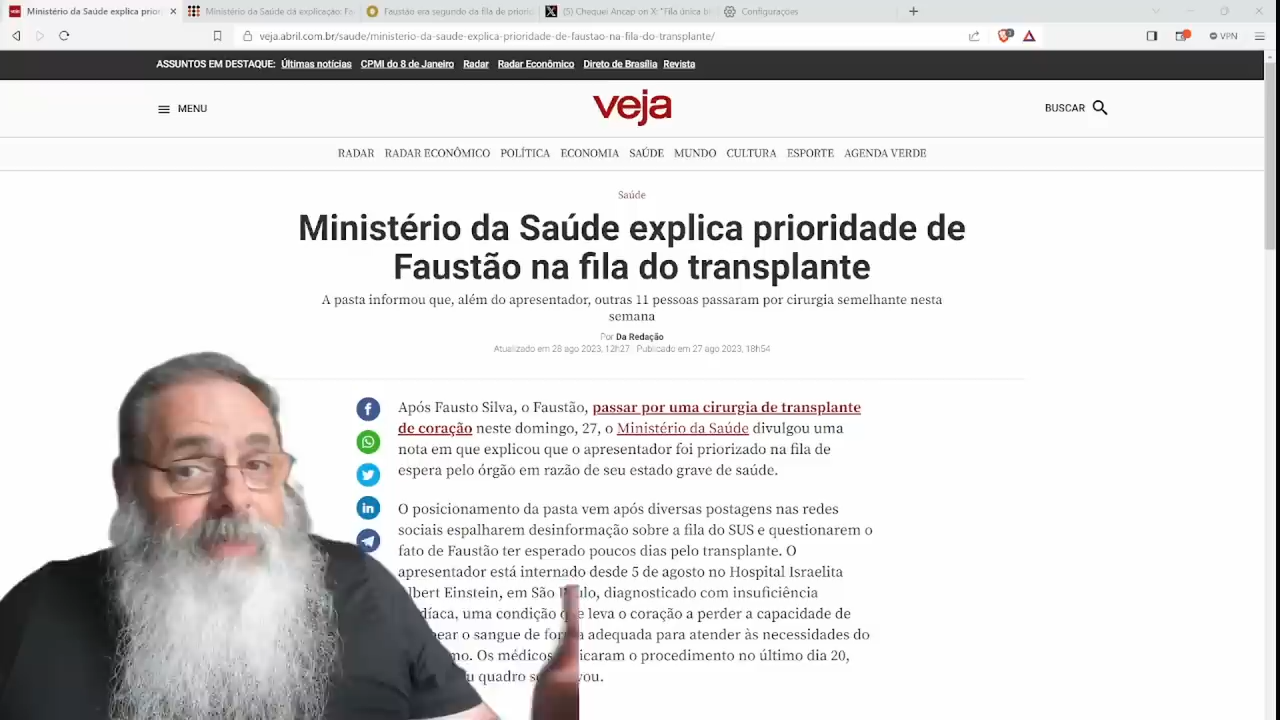 Ministério da Saúde explica prior
Ministério da Saúde dá explicação: Fa
Faustão era segundo da fila de priorid
(5) Chequei Ancap on X: "Fila única b
Configurações
veja.abril.com.br/saude/ministerio-da-saude-explica-prioridade-de-faustao-na-fila-do-transplante/
VPN
ASSUNTOS EM DESTAQUE: Últimas notícias CPMI do 8 de Janeiro Radar Radar Econômico Direto de Brasília Revista
MENU
veja
BUSCAR
RADAR RADAR ECONÔMICO POLÍTICA ECONOMIA SAÚDE MUNDO CULTURA ESPORTE AGENDA VERDE
Saúde
Ministério da Saúde explica prioridade de
Faustão na fila do transplante
A pasta informou que, além do apresentador, outras 11 pessoas passaram por cirurgia semelhante nesta
semana
Por Da Redação
Atualizado em 28 ago 2023, 12h27 Publicado em 27 ago 2023, 18h54
Após Fausto Silva, o Faustão, passar por uma cirurgia de transplante
de coração neste domingo, 27, o Ministério da Saúde divulgou uma
nota em que explicou que o apresentador foi priorizado na fila de
espera pelo órgão em razão de seu estado grave de saúde.
O posicionamento da pasta vem após diversas postagens nas redes
sociais espalharem desinformação sobre a fila do SUS e questionarem o
fato de Faustão ter esperado poucos dias pelo transplante. O
apresentador está internado desde 5 de agosto no Hospital Israelita
lbert Einstein, em São Paulo, diagnosticado com insuficiência
díaca, uma condição que leva o coração a perder a capacidade de
ear o sangue de forma adequada para atender às necessidades do
mo. Os médicos icaram o procedimento no último dia 20,
u quadro se vou.